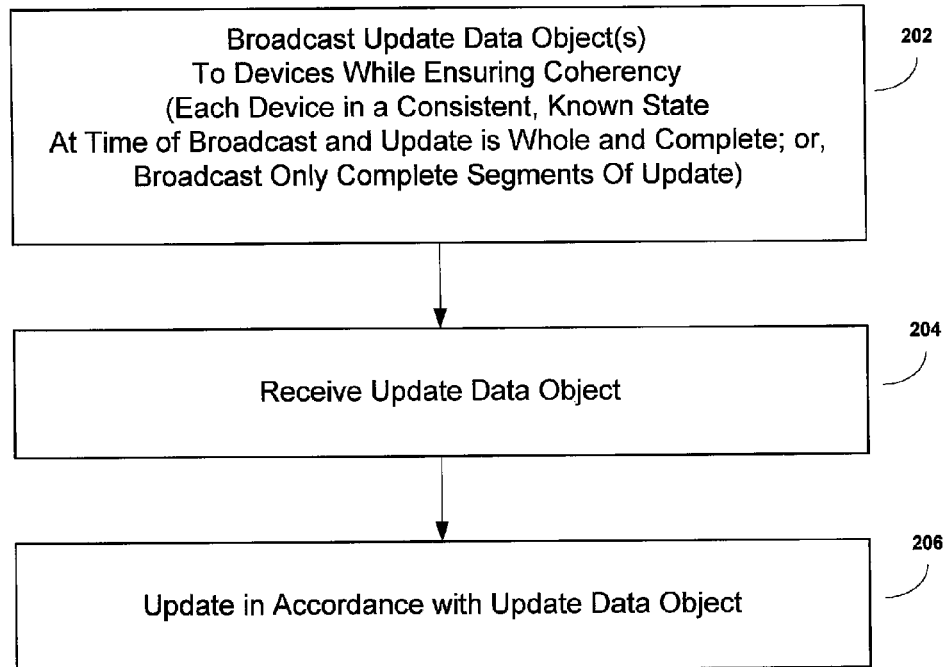 Broadcast Update Data Object(s)
To Devices While Ensuring Coherency
(Each Device in a Consistent, Known State
At Time of Broadcast and Update is Whole and Complete; or,
Broadcast Only Complete Segments Of Update)
202
Receive Update Data Object
204
Update in Accordance with Update Data Object
206